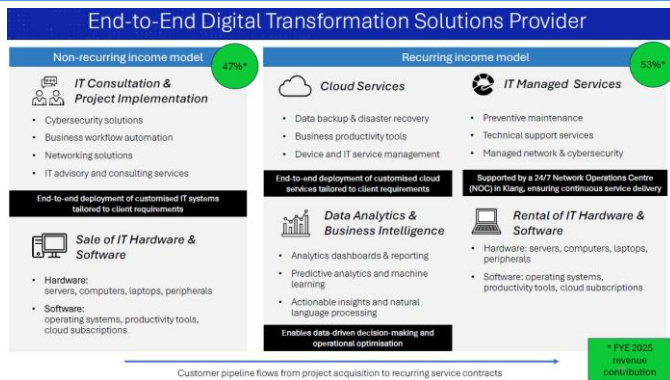 End-to-End Digital Transformation Solutions Provider
Non-recurring income model
47%*
IT Consultation &
Project Implementation
• Cybersecurity solutions
• Business workflow automation
• Networking solutions
• IT advisory and consulting services
End-to-end deployment of customised IT systems
tailored to client requirements
Sale of IT Hardware &
Software
• Hardware:
servers, computers, laptops, peripherals
• Software:
operating systems, productivity tools,
cloud subscriptions
Recurring income model
53%*
Cloud Services
• Data backup & disaster recovery
• Business productivity tools
• Device and IT service management
End-to-end deployment of customised cloud
services tailored to client requirements
IT Managed Services
• Preventive maintenance
• Technical support services
• Managed network & cybersecurity
Supported by a 24/7 Network Operations Centre
(NOC) in Klang, ensuring continuous service delivery
Data Analytics &
Business Intelligence
• Analytics dashboards & reporting
• Predictive analytics and machine
learning
• Actionable insights and natural
language processing
Enables data-driven decision-making and
operational optimisation
Rental of IT Hardware &
Software
• Hardware: servers, computers, laptops,
peripherals
• Software: operating systems,
productivity tools, cloud subscriptions
Customer pipeline flows from project acquisition to recurring service contracts
* FYE 2025
revenue
contribution